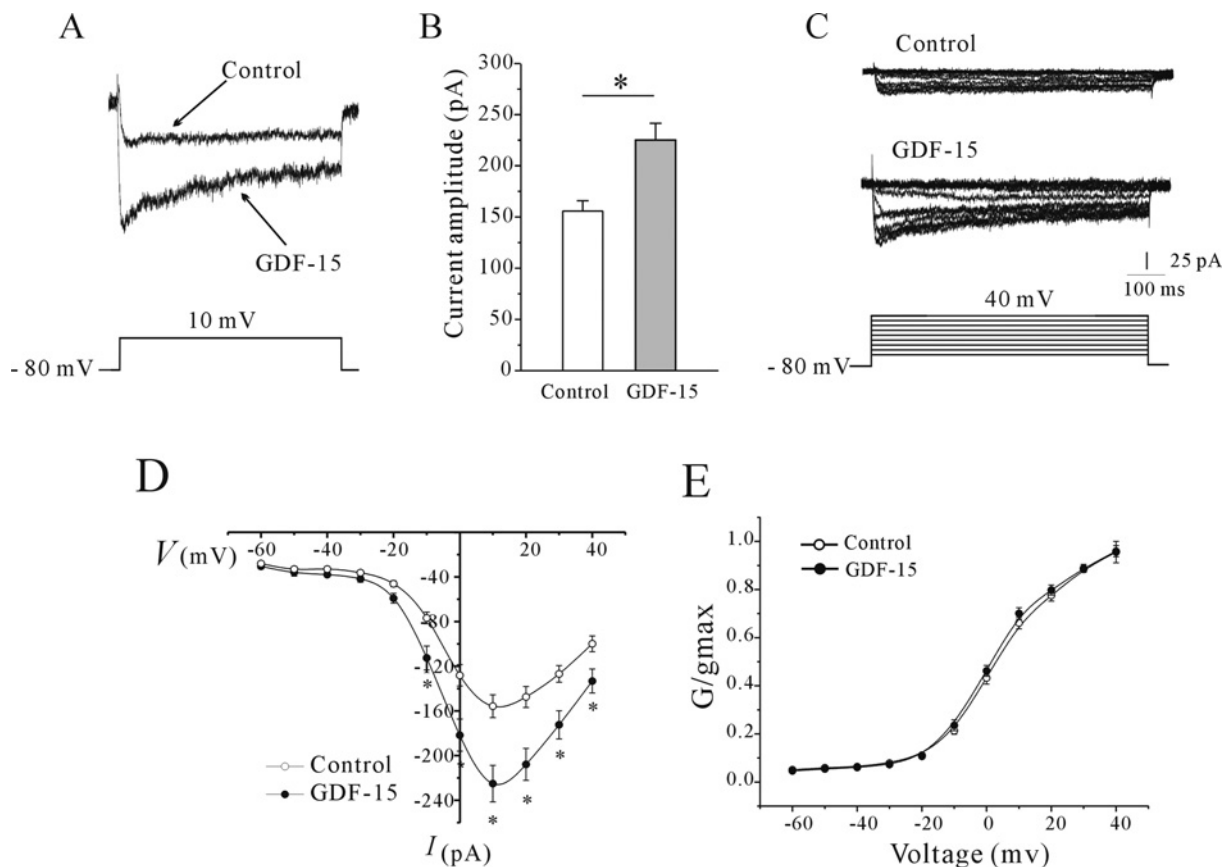 A
Control
GDF-15
10 mV
- 80 mV
B
Current amplitude (pA)
300
250
200
150
100
50
0
*
Control GDF-15
C
Control
GDF-15
25 pA
100 ms
40 mV
- 80 mV
D
V(mV)
-60 -40 -20 0 20 40
-40
-80
-120
-160
-200
-240
* * * * * *
Control
GDF-15
I(pA)
E
G/gmax
1.0
0.8
0.6
0.4
0.2
0.0
Control
GDF-15
-60 -40 -20 0 20 40
Voltage (mv)